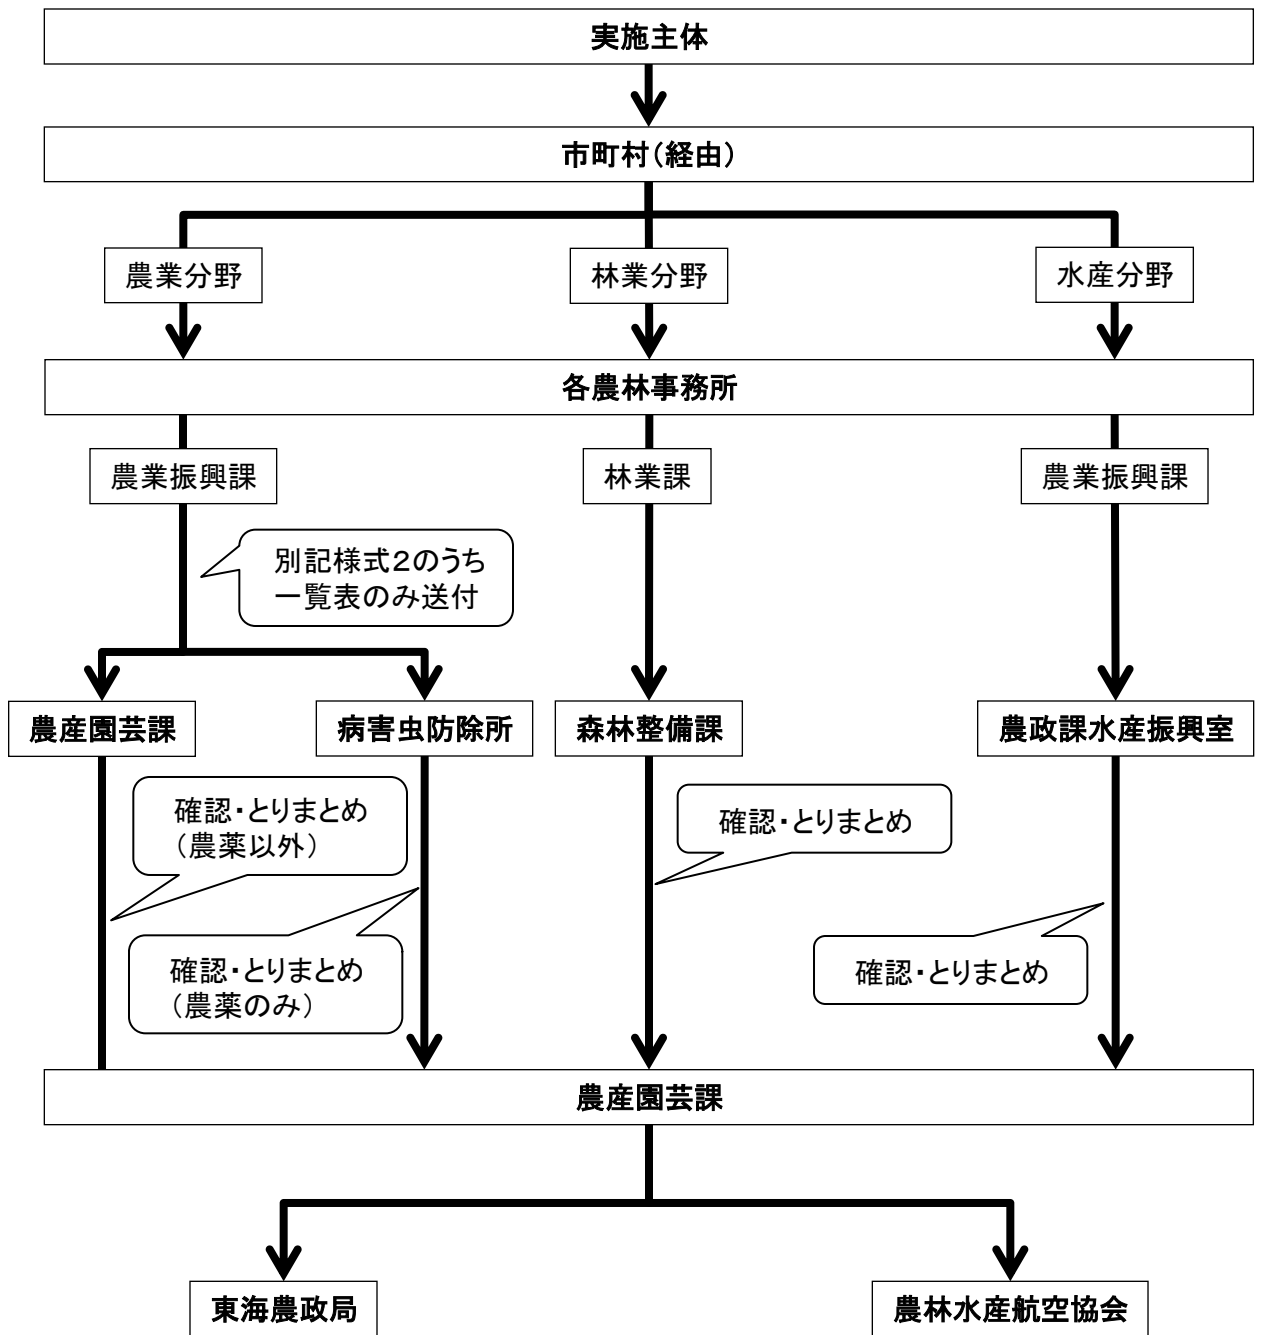 実施主体
市町村(経由)
農業分野
林業分野
水産分野
各農林事務所
農業振興課
林業課
農業振興課
別記様式2のうち
一覧表のみ送付
農産園芸課
病害虫防除所
森林整備課
農政課水産振興室
確認・とりまとめ
(農薬以外)
確認・とりまとめ
確認・とりまとめ
(農薬のみ)
確認・とりまとめ
農産園芸課
東海農政局
農林水産航空協会